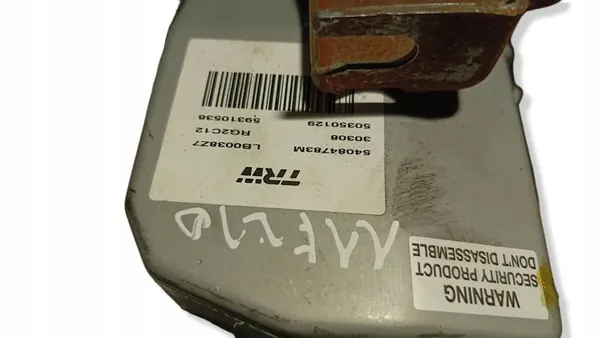 TRW
54084783M
LB0038Z7
30308
RG2C12
50350129
59310538
WARNING
SECURITY PRODUCT
DON'T DISASSEMBLE